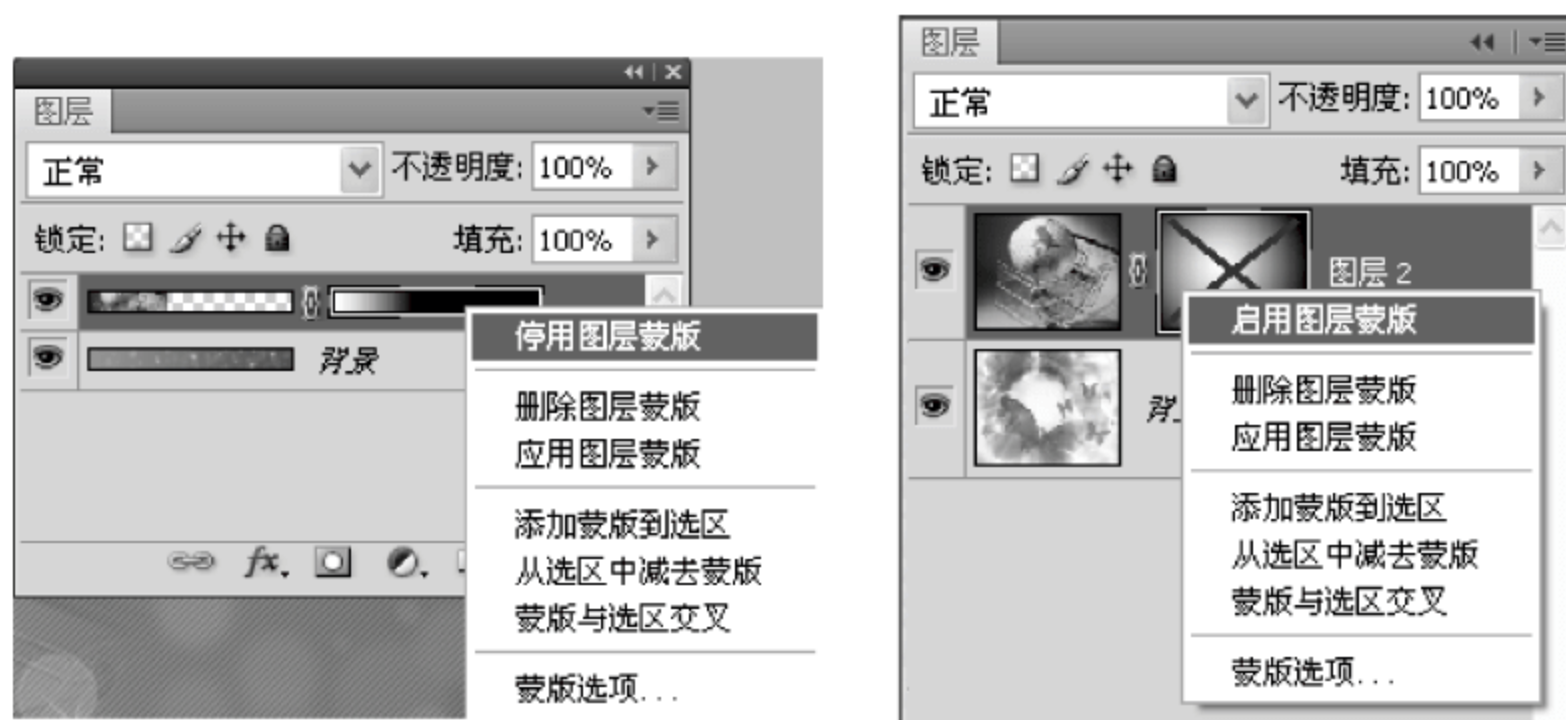 图层
正常 不透明度: 100%
锁定: 填充: 100%
背景
停用图层蒙版
删除图层蒙版
应用图层蒙版
添加蒙版到选区
从选区中减去蒙版
蒙版与选区交叉
蒙版选项...
fx.
图层
正常 不透明度: 100%
锁定: 填充: 100%
图层 2
启用图层蒙版
删除图层蒙版
应用图层蒙版
添加蒙版到选区
从选区中减去蒙版
蒙版与选区交叉
蒙版选项...